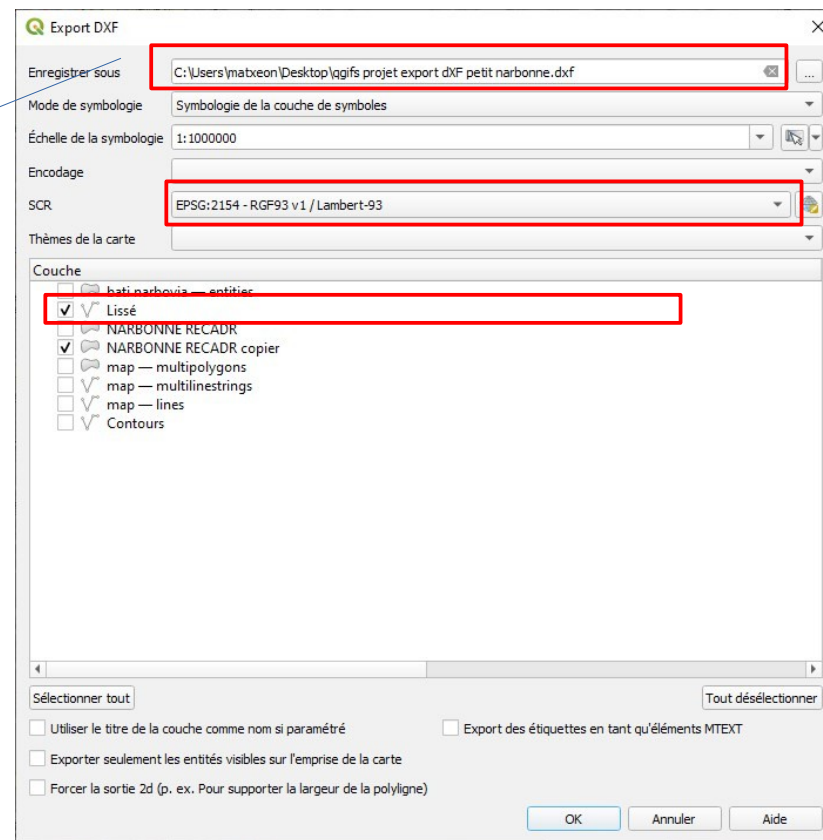 Export DXF
Enregistrer sous C:\Users\matxeon\Desktop\qgifs projet export dXF petit narbonne.dxf ...
Mode de symbologie Symbologie de la couche de symboles
Échelle de la symbologie 1:1000000
Encodage
SCR EPSG:2154 - RGF93 v1 / Lambert-93
Thèmes de la carte
Couche
bati narbovia — entities
Lissé
NARBONNE RECADR
NARBONNE RECADR copier
map — multipolygons
map — multilinestrings
map — lines
Contours
Sélectionner tout Tout désélectionner
Utiliser le titre de la couche comme nom si paramétré Export des étiquettes en tant qu'éléments MTEXT
Exporter seulement les entités visibles sur l'emprise de la carte
Forcer la sortie 2d (p. ex. Pour supporter la largeur de la polyligne)
OK Annuler Aide